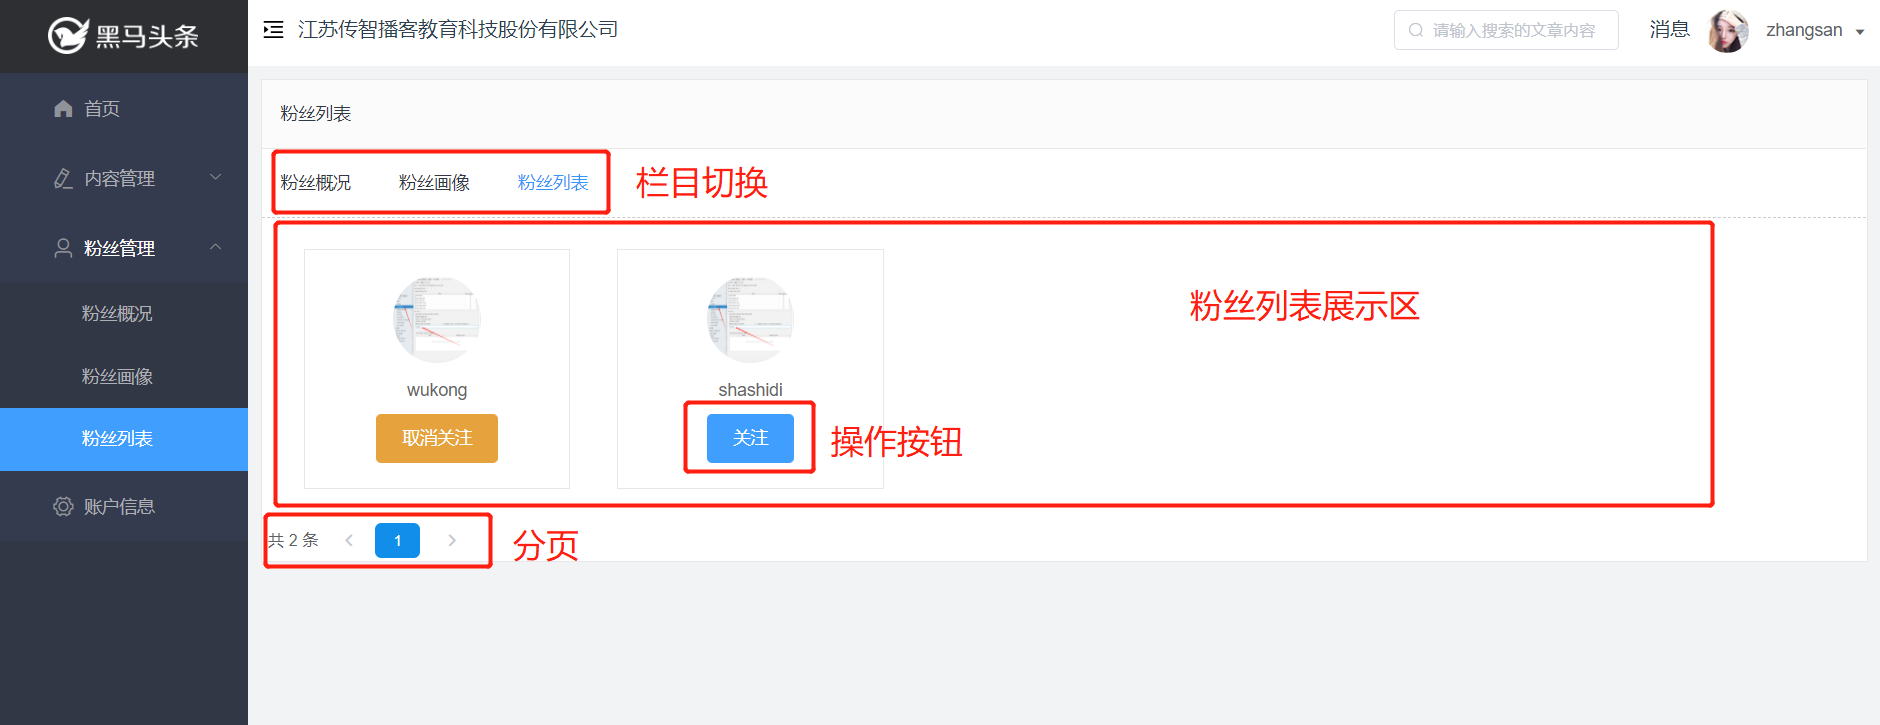 黑马头条
江苏传智播客教育科技股份有限公司
请输入搜索的文章内容
消息
zhangsan
首页
内容管理
粉丝管理
粉丝概况
粉丝画像
粉丝列表
账户信息
粉丝列表
粉丝概况 粉丝画像 粉丝列表
栏目切换
粉丝列表展示区
wukong
取消关注
shashidi
关注
操作按钮
共 2 条 1
分页